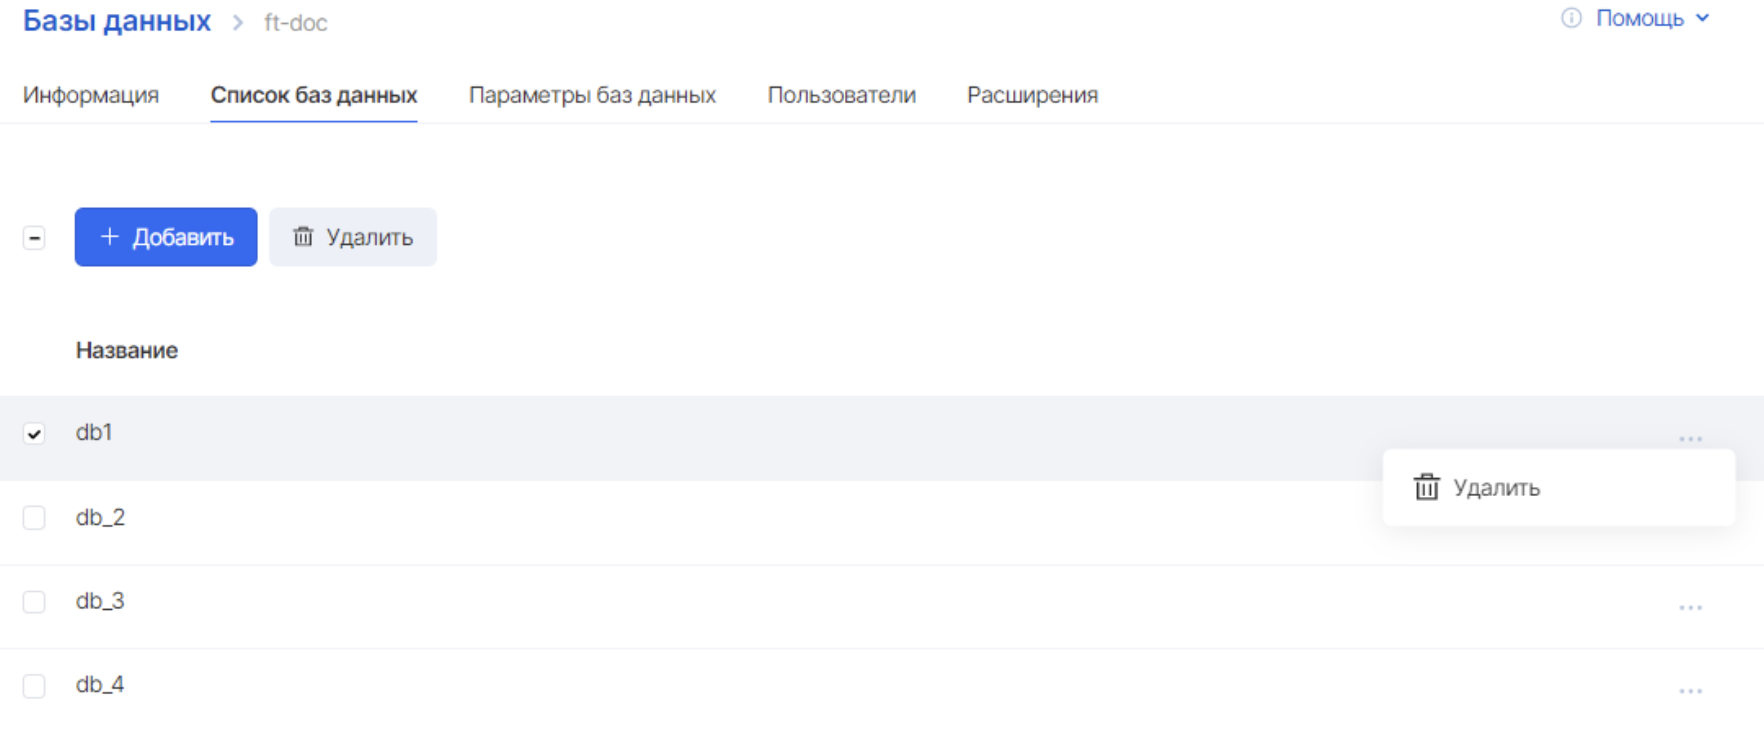 Базы данных > ft-doc
Помощь
Информация Список баз данных Параметры баз данных Пользователи Расширения
+ Добавить Удалить
Название
db1
Удалить
db_2
db_3
db_4